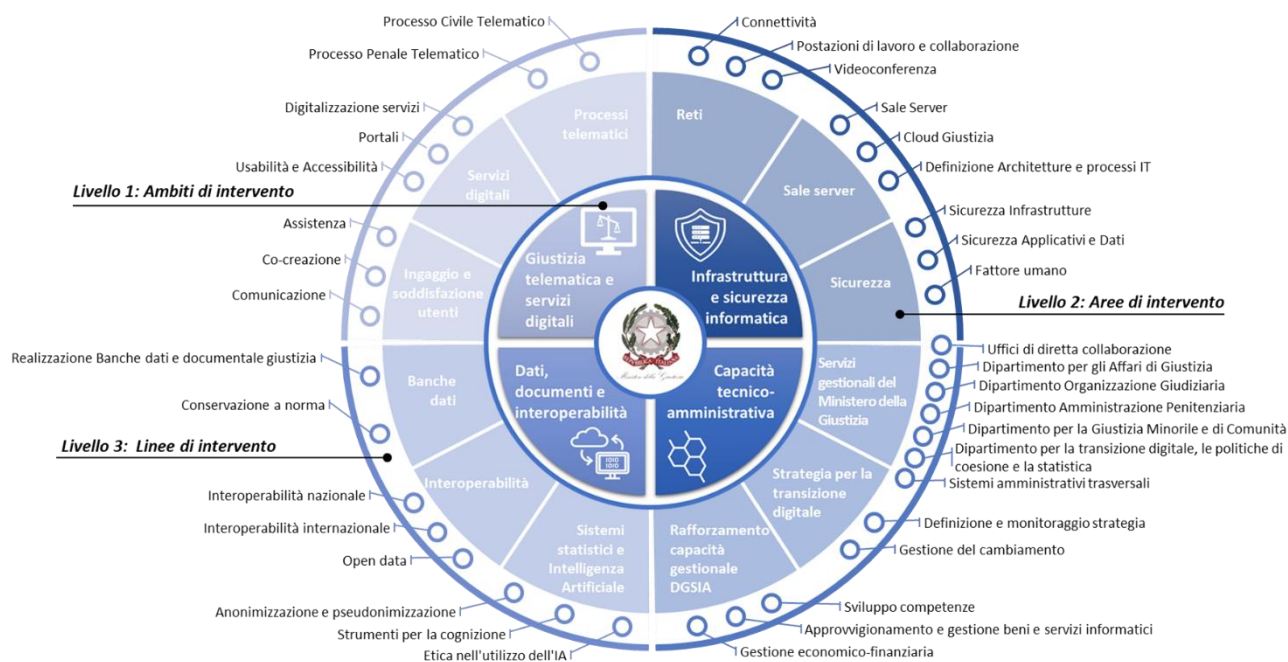 Processo Civile Telematico
Processo Penale Telematico
Digitalizzazione servizi
Portali
Usabilità e Accessibilità
Livello 1: Ambiti di intervento
Assistenza
Co-creazione
Comunicazione
Realizzazione Banche dati e documentale giustizia
Conservazione a norma
Livello 3: Linee di intervento
Interoperabilità nazionale
Interoperabilità internazionale
Open data
Anonimizzazione e pseudonimizzazione
Strumenti per la cognizione
Etica nell'utilizzo dell'IA
Processi
telematici
Servizi
digitali
Ingaggio e
soddisfazione
utenti
Banche
dati
Interoperabilità
Sistemi
statistici e
Intelligenza
Artificiale
Giustizia
telematica e
servizi
digitali
Infrastruttura
e sicurezza
informatica
Dati,
documenti e
interoperabilità
Capacità
tecnico-
amministrativa
Reti
Sale server
Sicurezza
Servizi
gestionali del
Ministero della
Giustizia
Strategia per la
transizione
digitale
Rafforzamento
capacità
gestionale
DGSIA
Connettività
Postazioni di lavoro e collaborazione
Videoconferenza
Sale Server
Cloud Giustizia
Definizione Architetture e processi IT
Sicurezza Infrastrutture
Sicurezza Applicativi e Dati
Fattore umano
Livello 2: Aree di intervento
Uffici di diretta collaborazione
Dipartimento per gli Affari di Giustizia
Dipartimento Organizzazione Giudiziaria
Dipartimento Amministrazione Penitenziaria
Dipartimento per la Giustizia Minorile e di Comunità
Dipartimento per la transizione digitale, le politiche di
coesione e la statistica
Sistemi amministrativi trasversali
Definizione e monitoraggio strategia
Gestione del cambiamento
Sviluppo competenze
Approvvigionamento e gestione beni e servizi informatici
Gestione economico-finanziaria